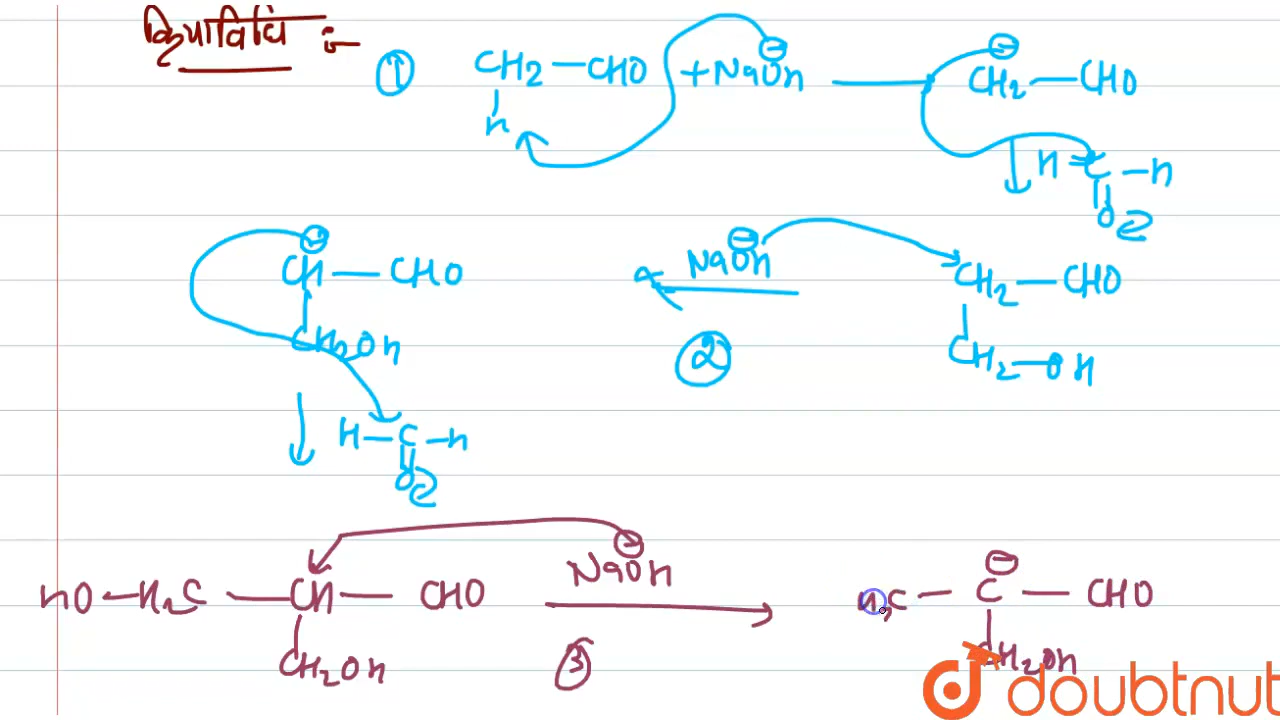 क्रियाविधि :-
① CH2—CHO + NaOH ⊖ ⊖CH2—CHO
H
H—C—H
O
⊖CH—CHO NaOH ⊖ CH2—CHO
CH2OH ② CH2—OH
H—C—H
O
HO—H2C—CH—CHO NaOH ⊖ H2C—C⊖—CHO
CH2OH ③ CH2OH
doubtnut